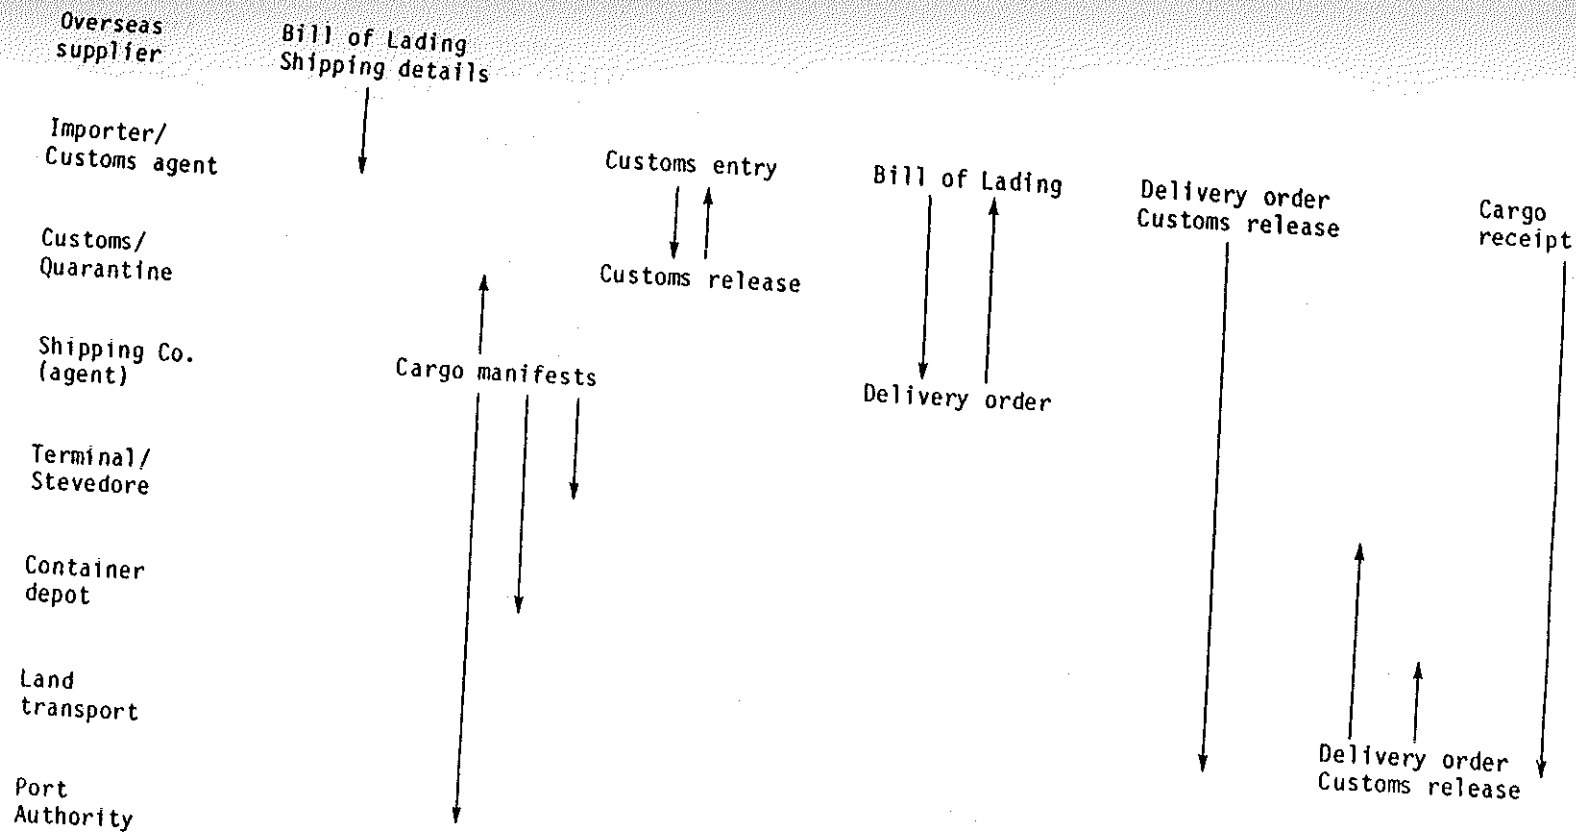 Overseas
supplier
Bill of Lading
Shipping details
Importer/
Customs agent
Customs entry
Bill of Lading
Delivery order
Customs release
Cargo
receipt
Customs/
Quarantine
Customs release
Shipping Co.
(agent)
Cargo manifests
Delivery order
Terminal/
Stevedore
Container
depot
Land
transport
Delivery order
Customs release
Port
Authority